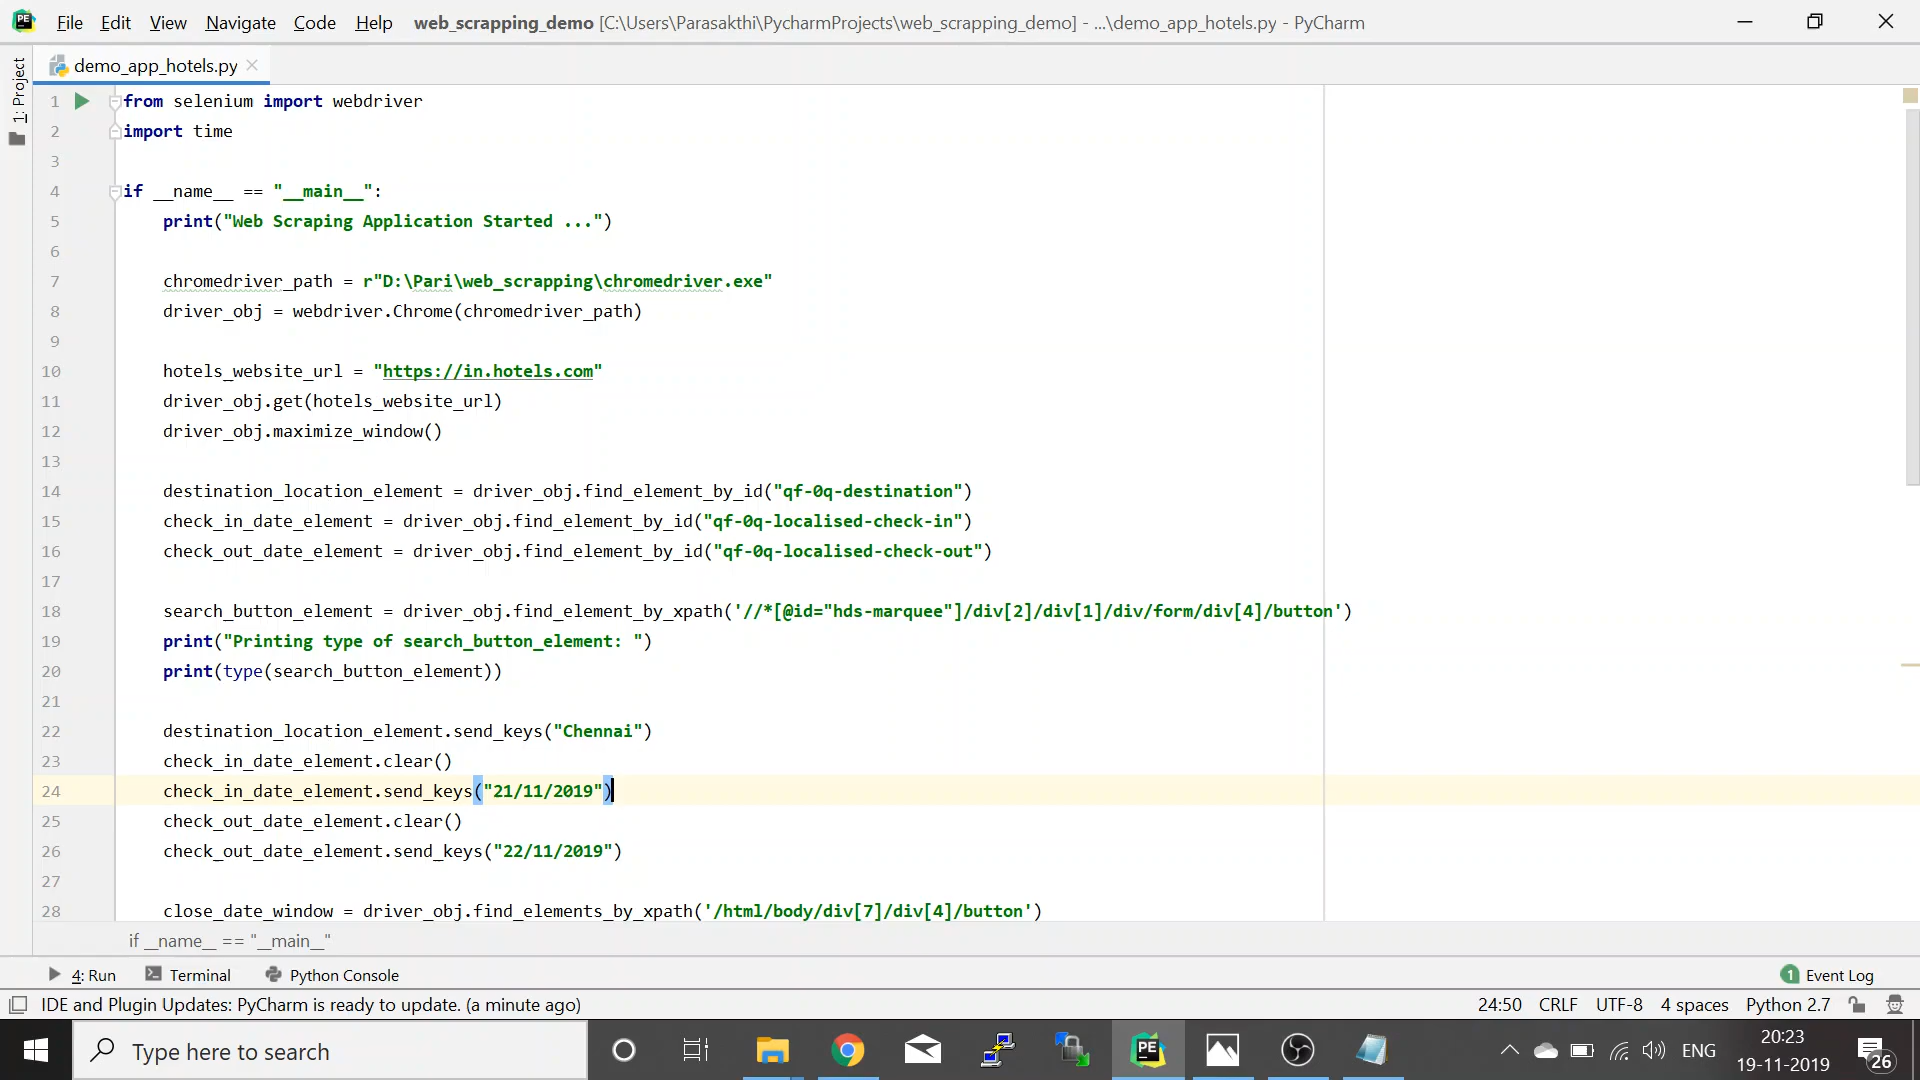 File Edit View Navigate Code Help web_scrapping_demo [C:\Users\Parasakthi\PycharmProjects\web_scrapping_demo] - ...\demo_app_hotels.py - PyCharm
demo_app_hotels.py
1: Project
1 from selenium import webdriver
2 import time
3
4 if __name__ == "__main__":
5 print("Web Scraping Application Started ...")
6
7 chromedriver_path = r"D:\Pari\web_scrapping\chromedriver.exe"
8 driver_obj = webdriver.Chrome(chromedriver_path)
9
10 hotels_website_url = "https://in.hotels.com"
11 driver_obj.get(hotels_website_url)
12 driver_obj.maximize_window()
13
14 destination_location_element = driver_obj.find_element_by_id("qf-0q-destination")
15 check_in_date_element = driver_obj.find_element_by_id("qf-0q-localised-check-in")
16 check_out_date_element = driver_obj.find_element_by_id("qf-0q-localised-check-out")
17
18 search_button_element = driver_obj.find_element_by_xpath('//*[@id="hds-marquee"]/div[2]/div[1]/div/form/div[4]/button')
19 print("Printing type of search_button_element: ")
20 print(type(search_button_element))
21
22 destination_location_element.send_keys("Chennai")
23 check_in_date_element.clear()
24 check_in_date_element.send_keys("21/11/2019")
25 check_out_date_element.clear()
26 check_out_date_element.send_keys("22/11/2019")
27
28 close_date_window = driver_obj.find_elements_by_xpath('/html/body/div[7]/div[4]/button')
if __name__ == "__main__"
4: Run Terminal Python Console 1 Event Log
IDE and Plugin Updates: PyCharm is ready to update. (a minute ago) 24:50 CRLF UTF-8 4 spaces Python 2.7
Type here to search PE ENG 20:23
19-11-2019 26